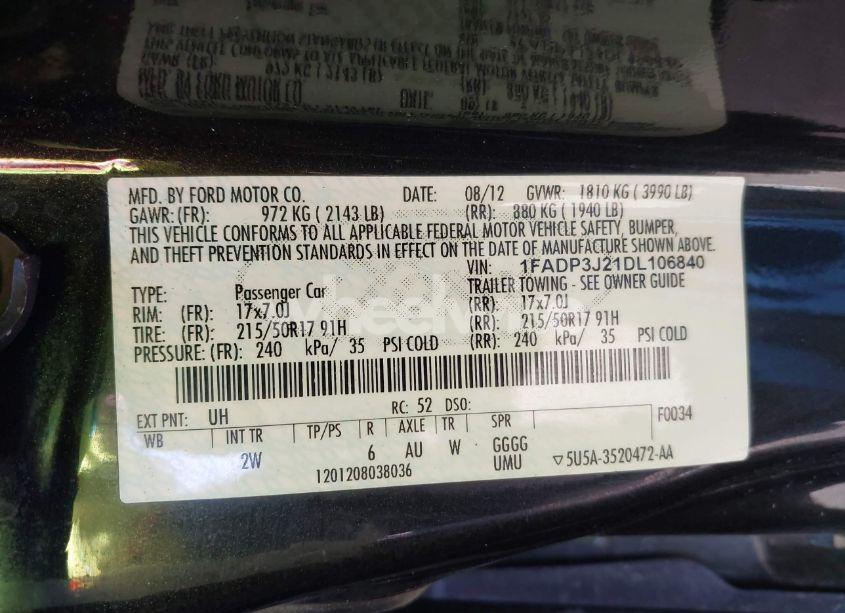 MFD. BY FORD MOTOR CO. DATE: 08/12 GVWR: 1810 KG ( 3990 LB)
GAWR: (FR): 972 KG ( 2143 LB) (RR): 880 KG ( 1940 LB)
THIS VEHICLE CONFORMS TO ALL APPLICABLE FEDERAL MOTOR VEHICLE SAFETY, BUMPER,
AND THEFT PREVENTION STANDARDS IN EFFECT ON THE DATE OF MANUFACTURE SHOWN ABOVE.
VIN: 1FADP3J21DL106840
TYPE: Passenger Car TRAILER TOWING - SEE OWNER GUIDE
RIM: (FR): 17x7.0J (RR): 17x7.0J
TIRE: (FR): 215/50R17 91H (RR): 215/50R17 91H
PRESSURE: (FR): 240 kPa/ 35 PSI COLD (RR): 240 kPa/ 35 PSI COLD
EXT PNT: UH RC: 52 DSO: F0034
WB INT TR TP/PS R AXLE TR SPR
2W 6 AU W GGGG
1201208038036 UMU ▽5U5A-3520472-AA